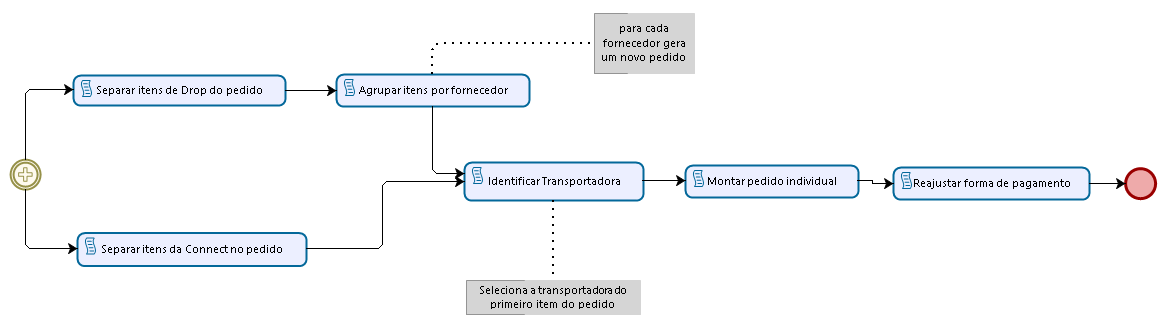 para cada
fornecedor gera
um novo pedido
Separar itens de Drop do pedido
Agrupar itens por fornecedor
Identificar Transportadora
Montar pedido individual
Reajustar forma de pagamento
Separar itens da Connect no pedido
Seleciona a transportadora do
primeiro item do pedido